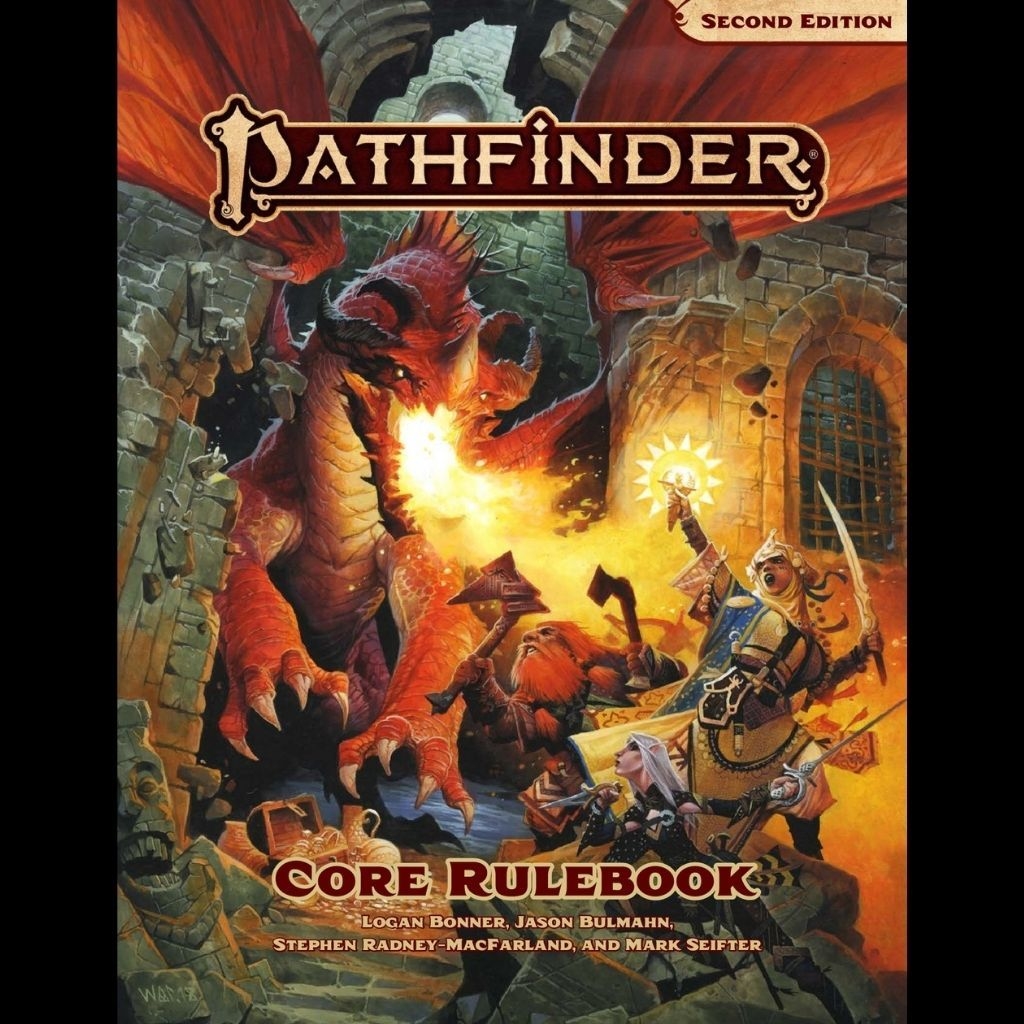 Second Edition
Pathfinder®
Core Rulebook
Logan Bonner, Jason Bulmahn,
Stephen Radney-MacFarland, and Mark Seifter